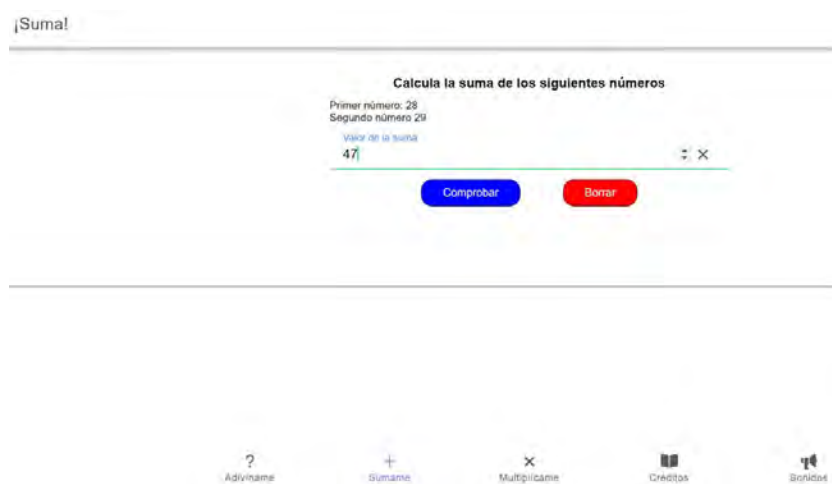 ¡Suma!
Calcula la suma de los siguientes números
Primer número: 28
Segundo número 29
Valor de la suma
47
Comprobar
Borrar
?
+
×
Adivíname
Súmame
Multiplícame
Créditos
Sonidos